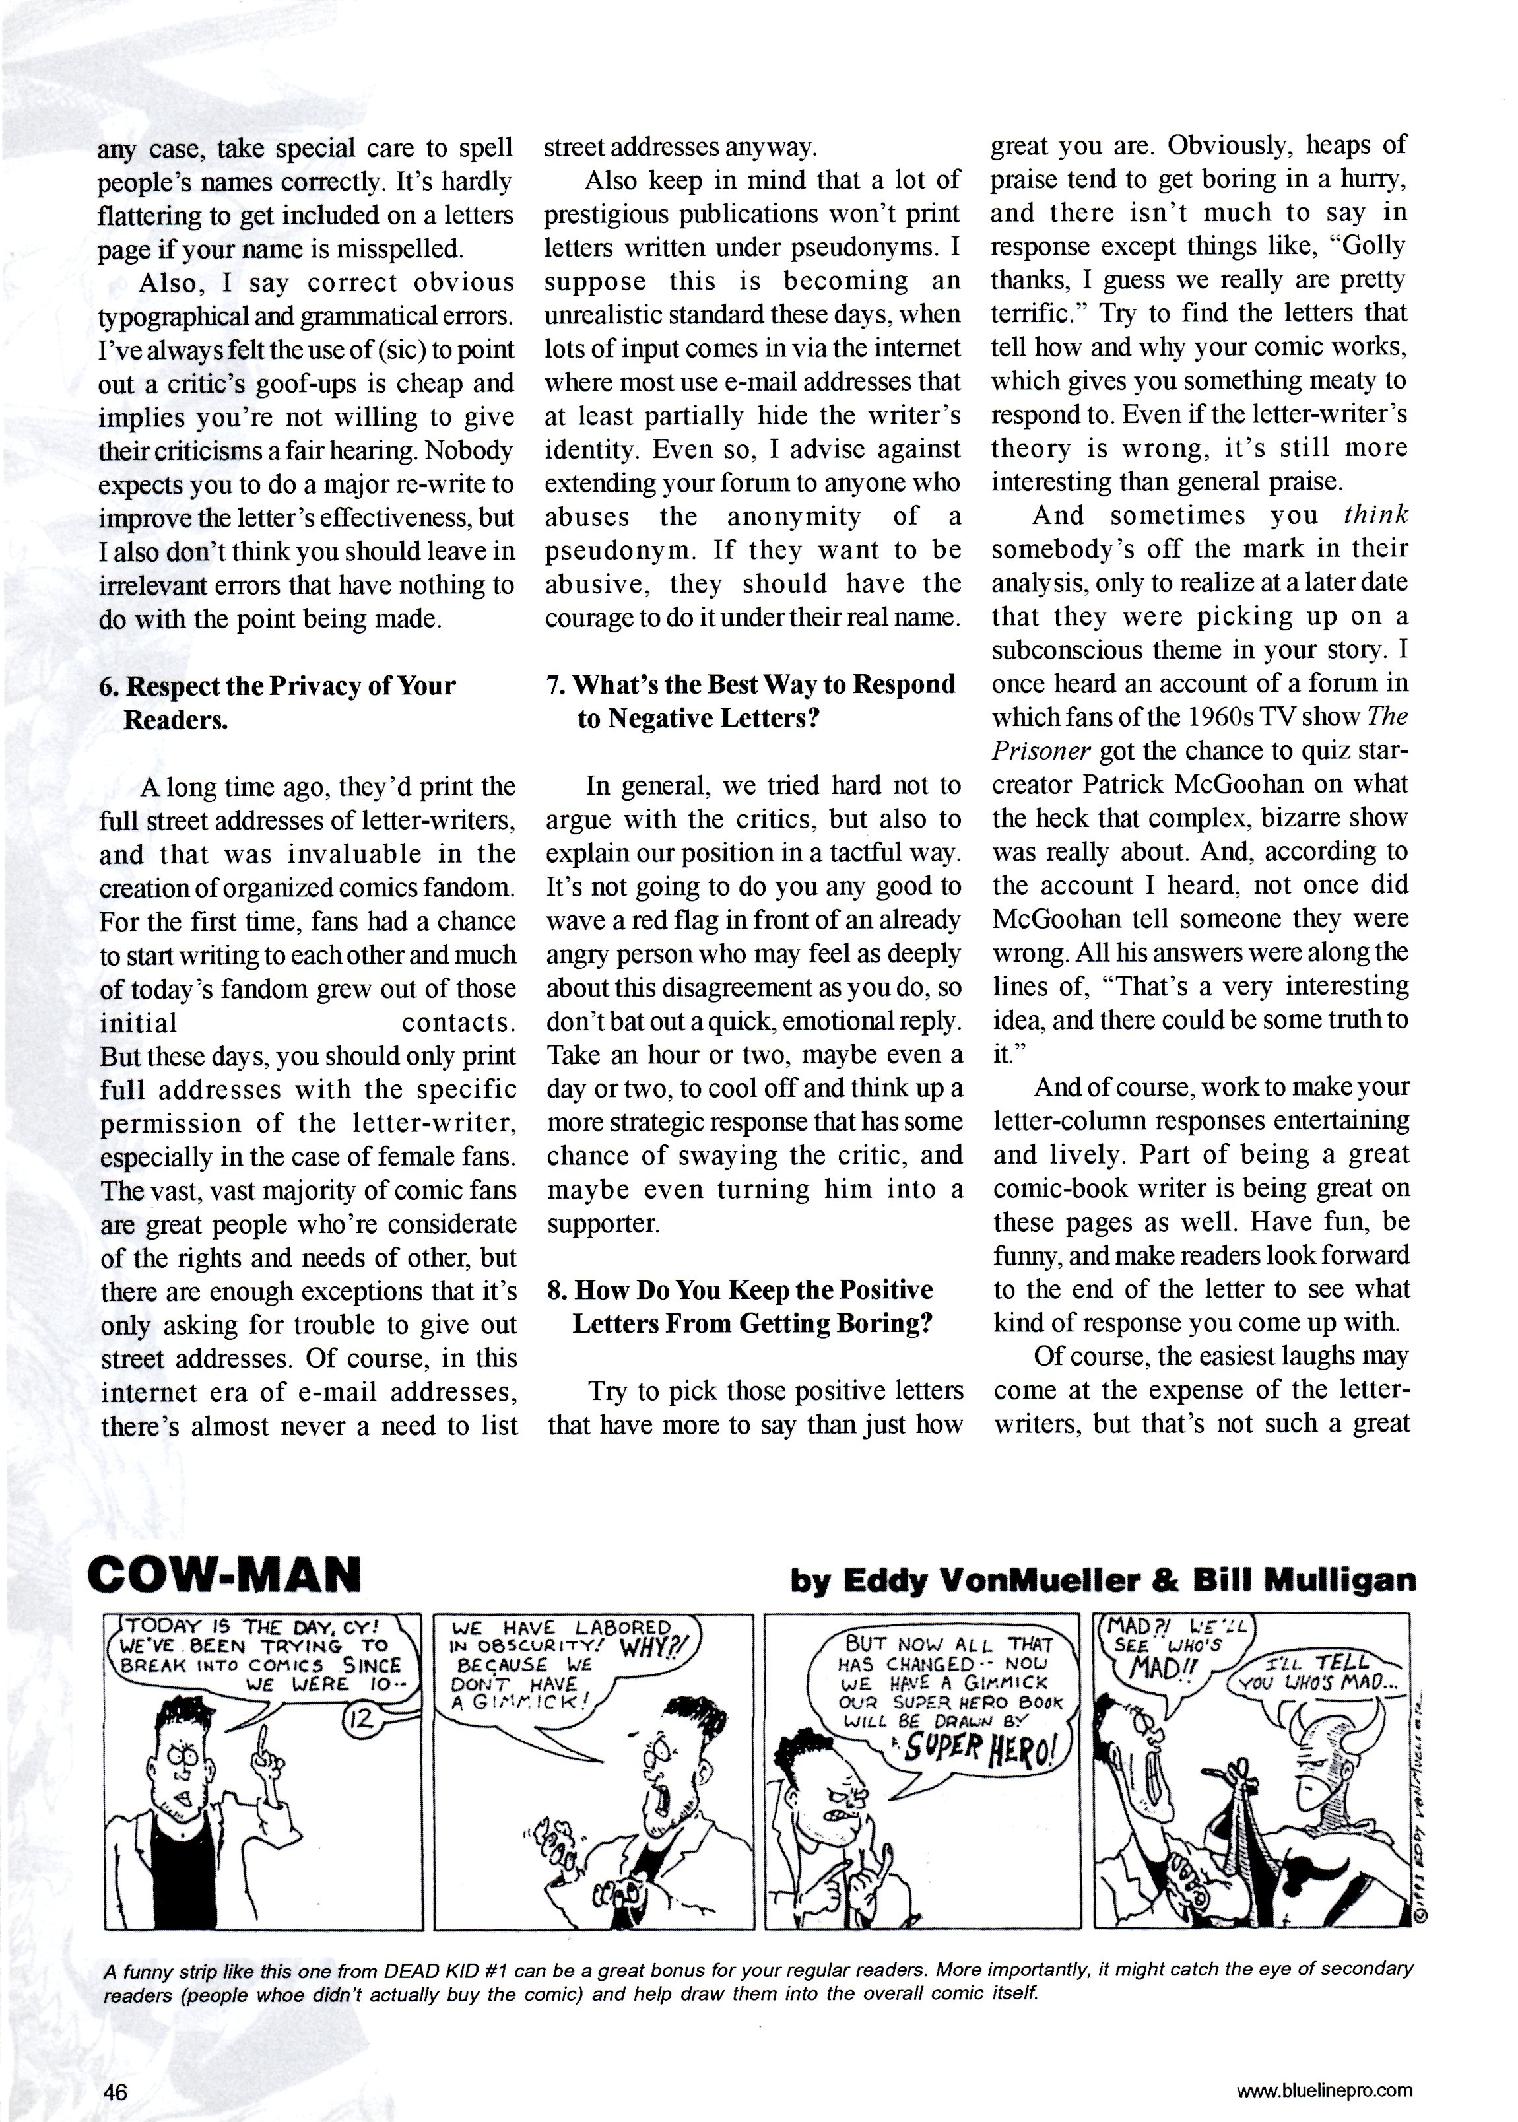 any case, take special care to spell
people's names correctly. It's hardly
flattering to get included on a letters
page if your name is misspelled.
Also, I say correct obvious
typographical and grammatical errors.
I've always felt the use of (sic) to point
out a critic's goof-ups is cheap and
implies you're not willing to give
their criticisms a fair hearing. Nobody
expects you to do a major re-write to
improve the letter's effectiveness, but
I also don't think you should leave in
irrelevant errors that have nothing to
do with the point being made.
6. Respect the Privacy of Your
Readers.
A long time ago, they'd print the
full street addresses of letter-writers,
and that was invaluable in the
creation of organized comics fandom.
For the first time, fans had a chance
to start writing to each other and much
of today's fandom grew out of those
initial contacts.
But these days, you should only print
full addresses with the specific
permission of the letter-writer,
especially in the case of female fans.
The vast, vast majority of comic fans
are great people who're considerate
of the rights and needs of other, but
there are enough exceptions that it's
only asking for trouble to give out
street addresses. Of course, in this
internet era of e-mail addresses,
there's almost never a need to list
street addresses anyway.
Also keep in mind that a lot of
prestigious publications won't print
letters written under pseudonyms. I
suppose this is becoming an
unrealistic standard these days, when
lots of input comes in via the internet
where most use e-mail addresses that
at least partially hide the writer's
identity. Even so, I advise against
extending your forum to anyone who
abuses the anonymity of a
pseudonym. If they want to be
abusive, they should have the
courage to do it under their real name.
7. What's the Best Way to Respond
to Negative Letters?
In general, we tried hard not to
argue with the critics, but also to
explain our position in a tactful way.
It's not going to do you any good to
wave a red flag in front of an already
angry person who may feel as deeply
about this disagreement as you do, so
don't bat out a quick, emotional reply.
Take an hour or two, maybe even a
day or two, to cool off and think up a
more strategic response that has some
chance of swaying the critic, and
maybe even turning him into a
supporter.
8. How Do You Keep the Positive
Letters From Getting Boring?
Try to pick those positive letters
that have more to say than just how
great you are. Obviously, heaps of
praise tend to get boring in a hurry,
and there isn't much to say in
response except things like, "Golly
thanks, I guess we really are pretty
terrific." Try to find the letters that
tell how and why your comic works,
which gives you something meaty to
respond to. Even if the letter-writer's
theory is wrong, it's still more
interesting than general praise.
And sometimes you think
somebody's off the mark in their
analysis, only to realize at a later date
that they were picking up on a
subconscious theme in your story. I
once heard an account of a forum in
which fans of the 1960s TV show The
Prisoner got the chance to quiz star-
creator Patrick McGoohan on what
the heck that complex, bizarre show
was really about. And, according to
the account I heard, not once did
McGoohan tell someone they were
wrong. All his answers were along the
lines of, "That's a very interesting
idea, and there could be some truth to
it."
And of course, work to make your
letter-column responses entertaining
and lively. Part of being a great
comic-book writer is being great on
these pages as well. Have fun, be
funny, and make readers look forward
to the end of the letter to see what
kind of response you come up with.
Of course, the easiest laughs may
come at the expense of the letter-
writers, but that's not such a great
COW-MAN
by Eddy VonMueller & Bill Mulligan
TODAY IS THE DAY, CY!
WE'VE BEEN TRYING TO
BREAK INTO COMICS SINCE
WE WERE 10--
12
WE HAVE LABORED
IN OBSCURITY! WHY?!
BECAUSE WE
DON'T HAVE
A GIMMICK!
BUT NOW ALL THAT
HAS CHANGED-- NOW
WE HAVE A GIMMICK
OUR SUPER HERO BOOK
WILL BE DRAWN BY
A SUPER HERO!
MAD?! WE'LL
SEE WHO'S
MAD!!
I'LL TELL
YOU WHO'S MAD...
A funny strip like this one from DEAD KID #1 can be a great bonus for your regular readers. More importantly, it might catch the eye of secondary
readers (people whoe didn't actually buy the comic) and help draw them into the overall comic itself.
46
www.bluelinepro.com